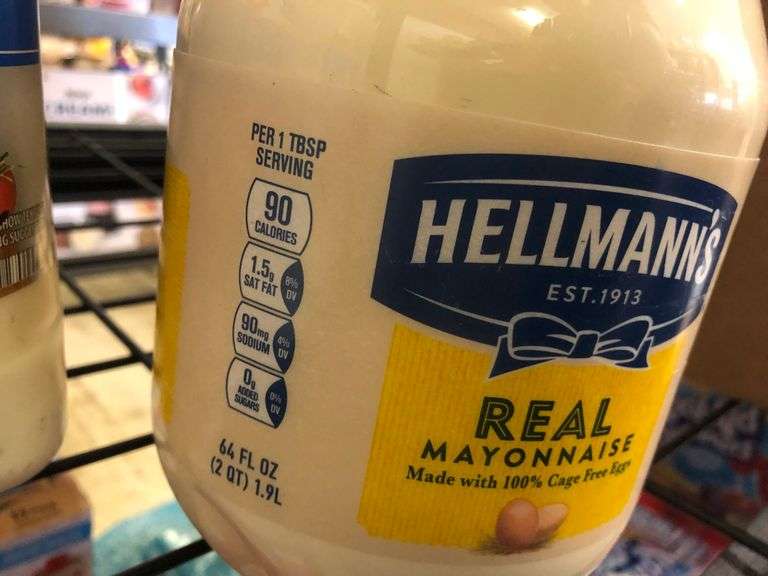 PER 1 TBSP
SERVING
90
CALORIES
1.5g
SAT FAT
8%
DV
90mg
SODIUM
4%
DV
0g
ADDED
SUGARS
0%
DV
64 FL OZ
(2 QT) 1.9L
HELLMANN'S
EST. 1913
REAL
MAYONNAISE
Made with 100% Cage Free Eggs